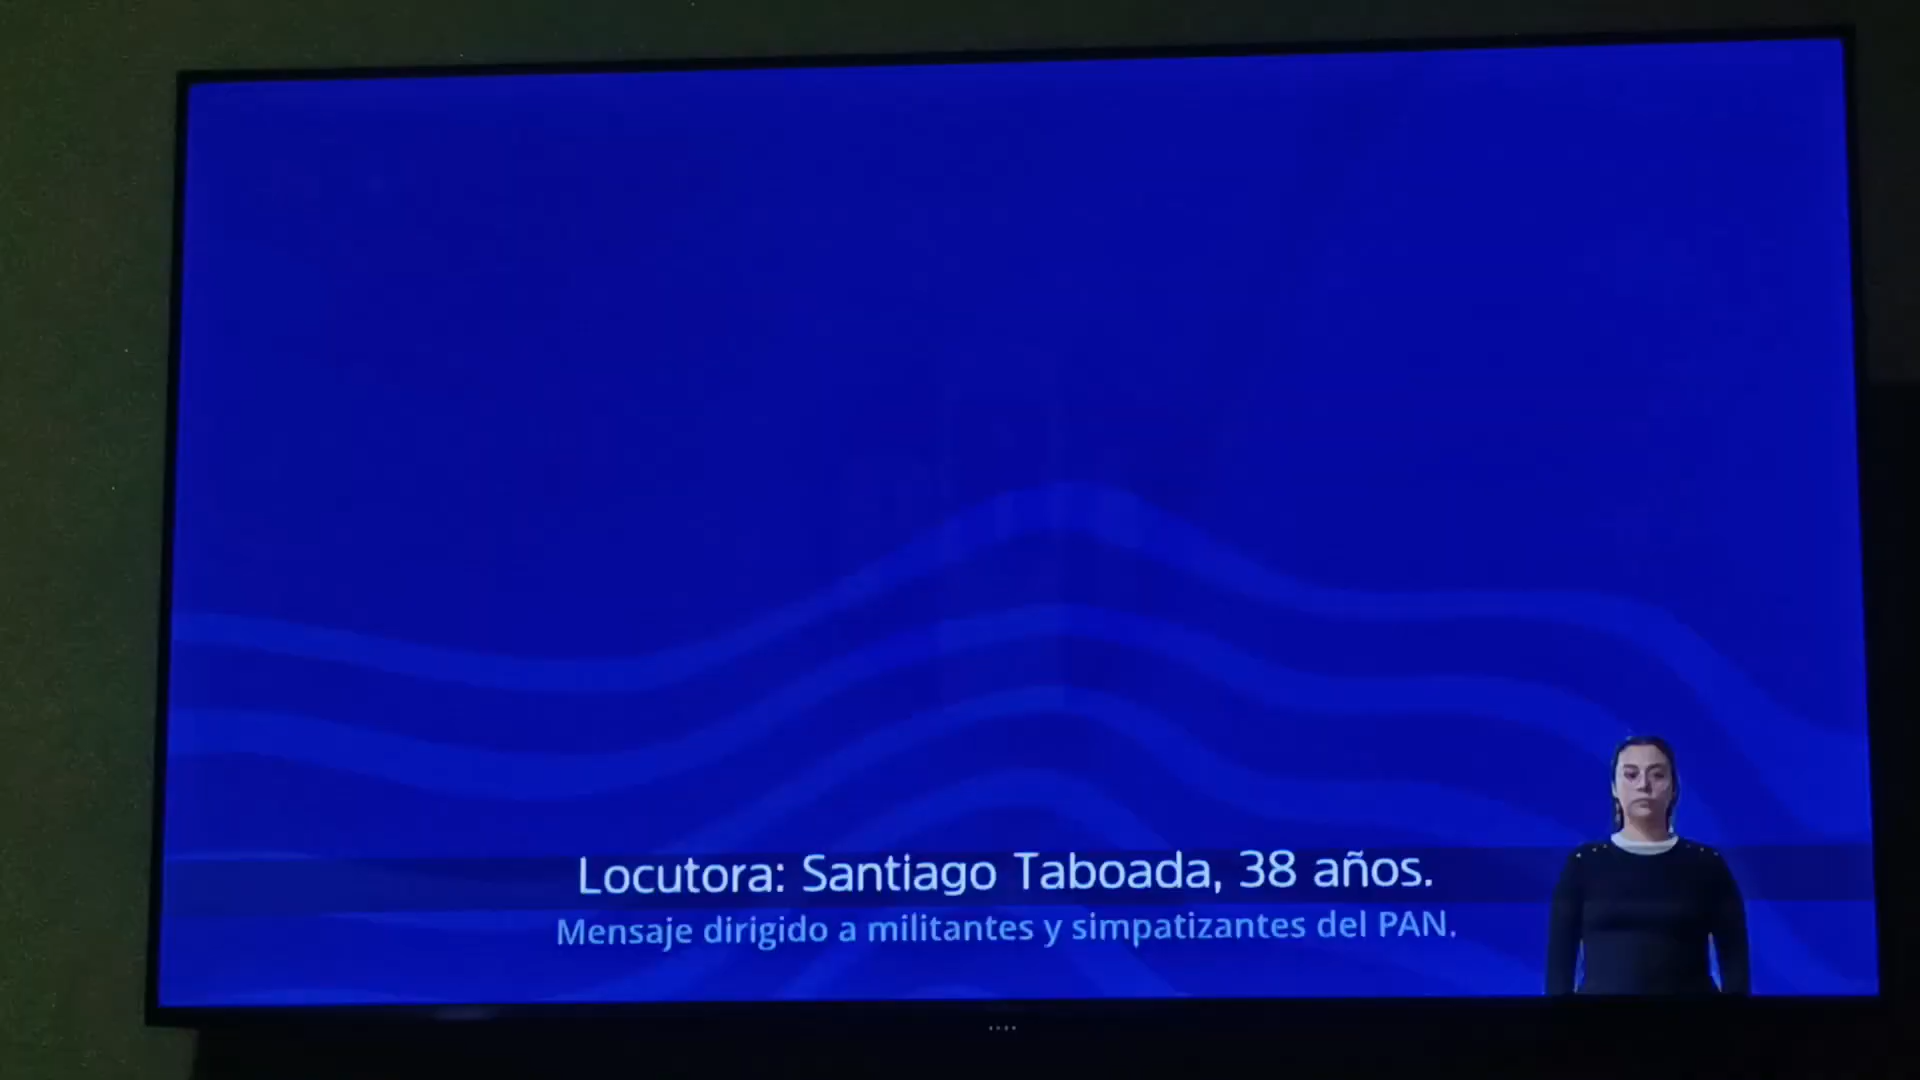 Locutora: Santiago Taboada, 38 años.
Mensaje dirigido a militantes y simpatizantes del PAN.